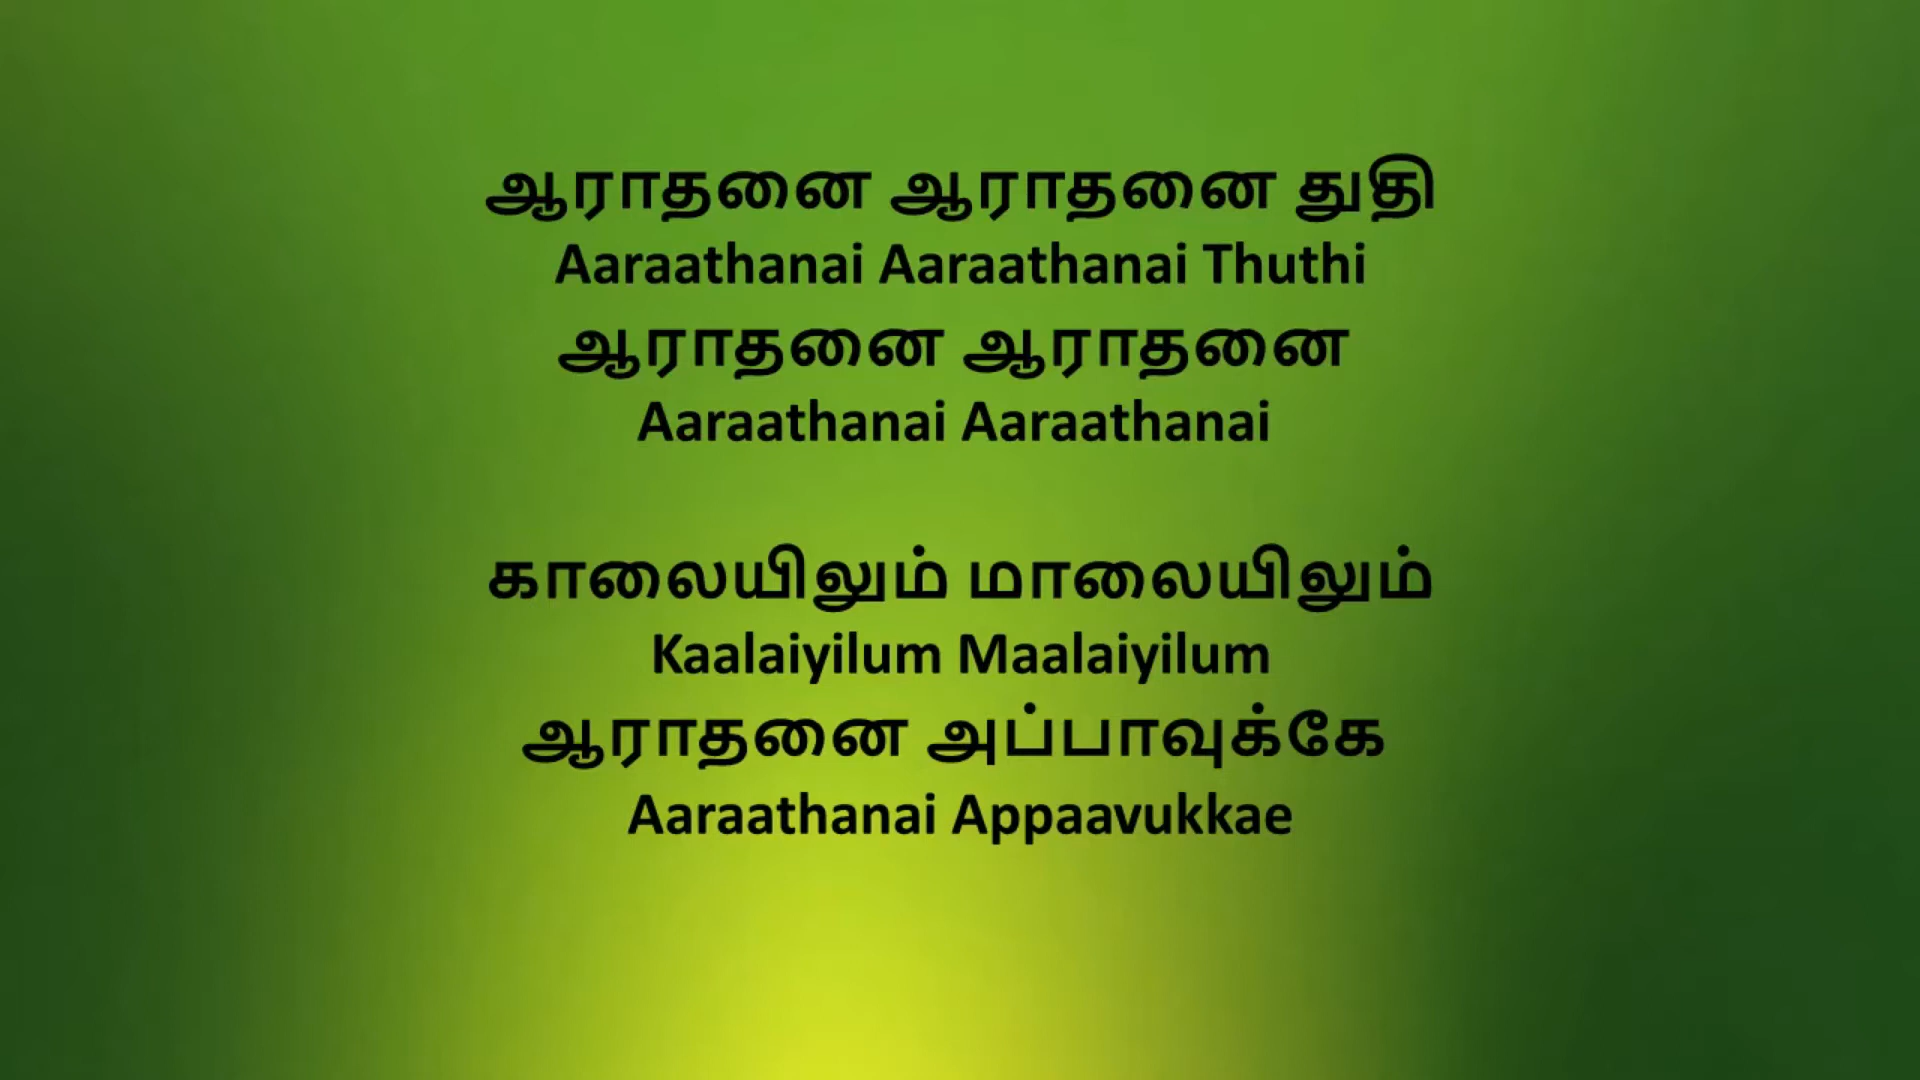 ஆராதனை ஆராதனை துதி
Aaraathanai Aaraathanai Thuthi
ஆராதனை ஆராதனை
Aaraathanai Aaraathanai
காலையிலும் மாலையிலும்
Kaalaiyilum Maalaiyilum
ஆராதனை அப்பாவுக்கே
Aaraathanai Appaavukkae